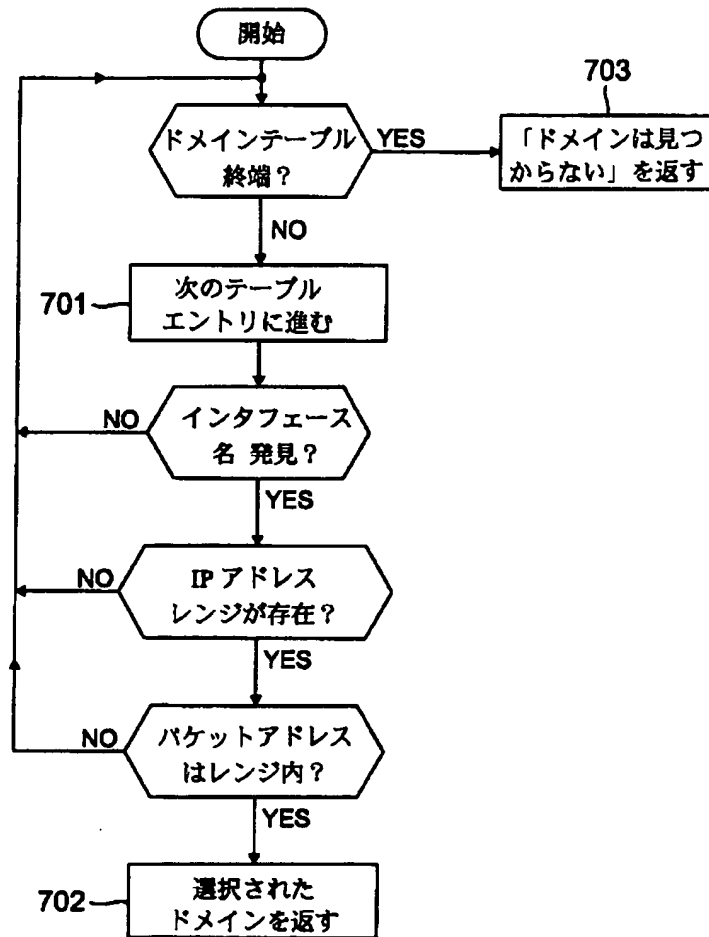 開始
703
ドメインテーブル
終端？
YES
「ドメインは見つ
からない」を返す
NO
701
次のテーブル
エントリに進む
NO
インタフェース
名 発見？
YES
NO
IP アドレス
レンジが存在？
YES
NO
パケットアドレス
はレンジ内？
YES
702
選択された
ドメインを返す